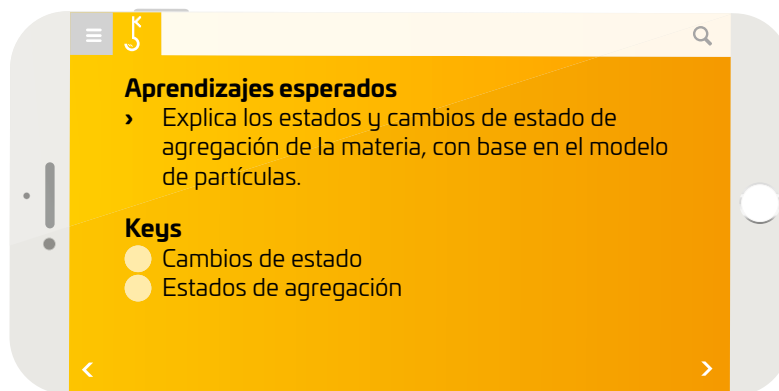 Aprendizajes esperados
› Explica los estados y cambios de estado de
agregación de la materia, con base en el modelo
de partículas.
Keys
Cambios de estado
Estados de agregación